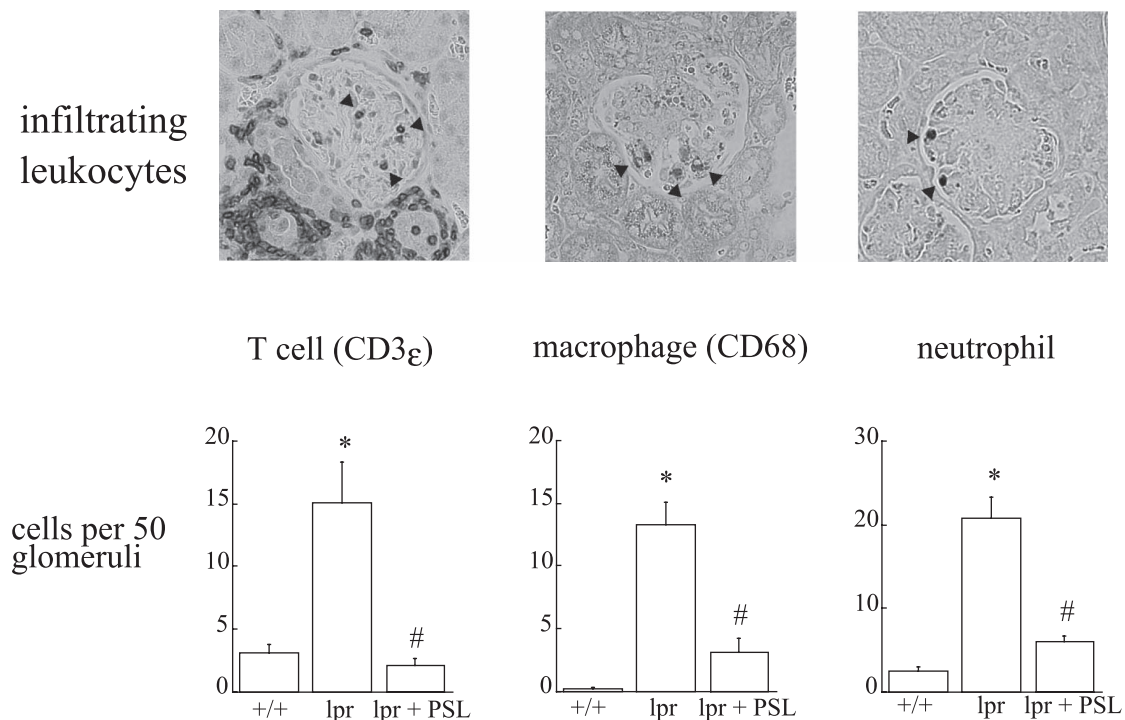 infiltrating
leukocytes
T cell (CD3ε)
macrophage (CD68)
neutrophil
cells per 50
glomeruli
20
15
10
5
0
*
#
+/+
lpr
lpr + PSL
20
15
10
5
0
*
#
+/+
lpr
lpr + PSL
30
20
10
0
*
#
+/+
lpr
lpr + PSL